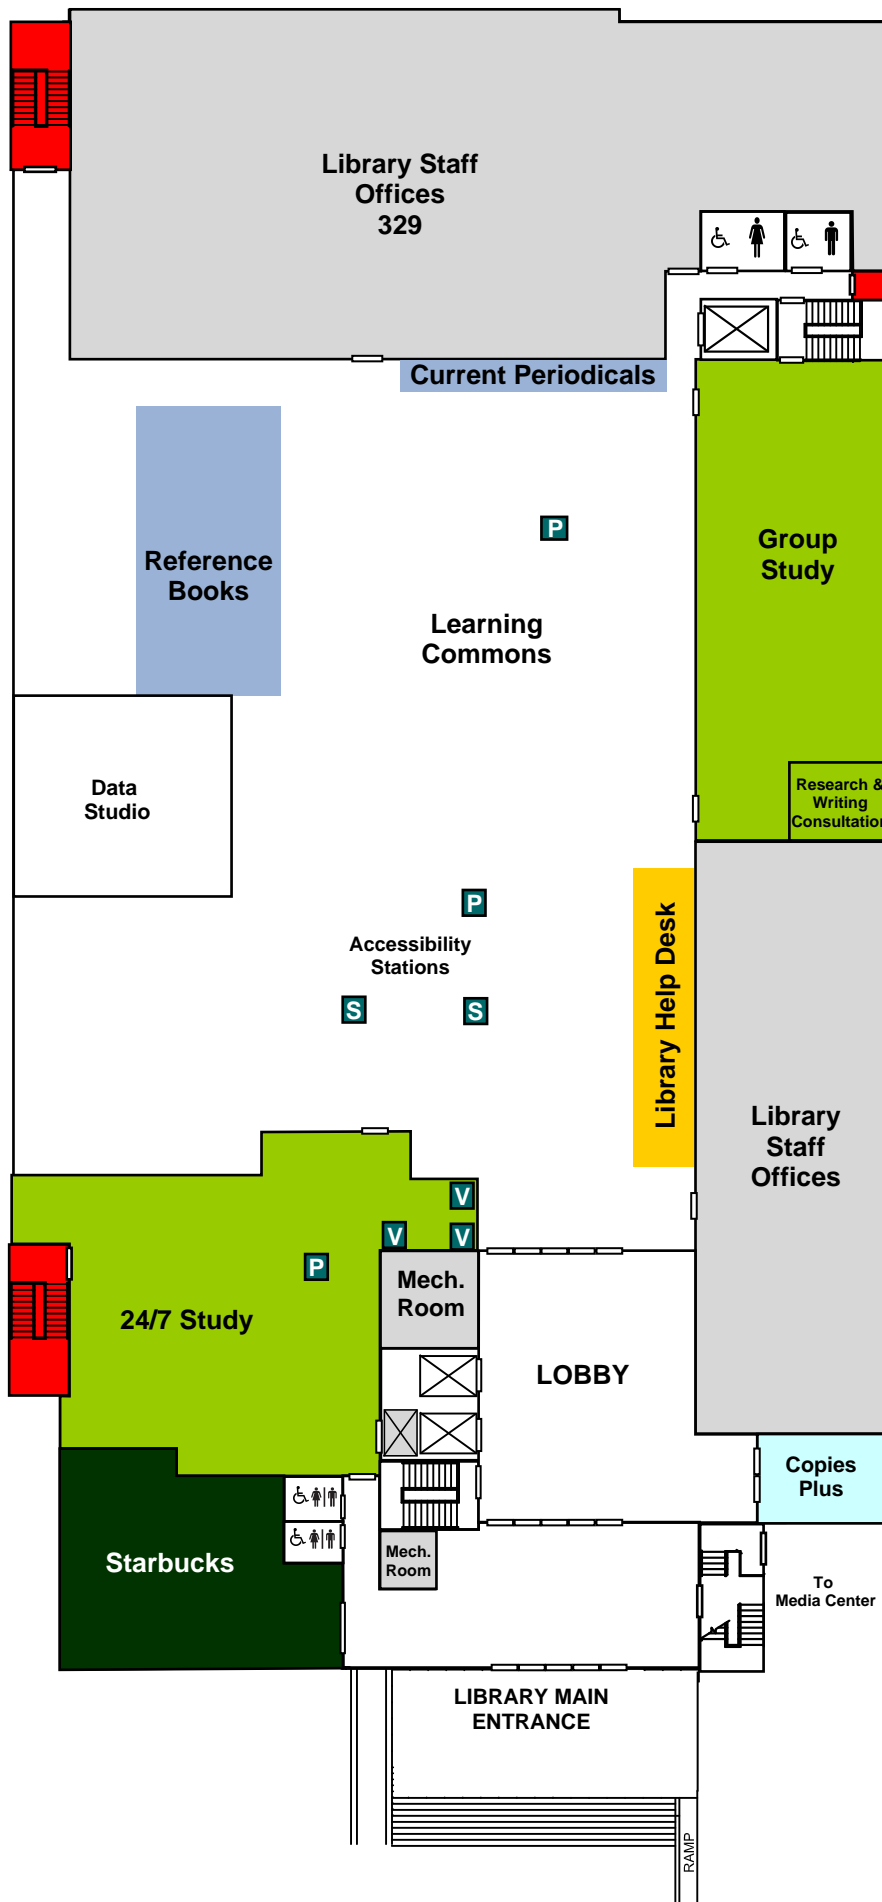 Library Staff
Offices
329
Current Periodicals
P
Group
Study
Reference
Books
Learning
Commons
Data
Studio
Research &
Writing
Consultation
P
Accessibility
Stations
S
S
Library Help Desk
Library
Staff
Offices
V
V
V
P
Mech.
Room
24/7 Study
LOBBY
Copies
Plus
Starbucks
Mech.
Room
To
Media Center
LIBRARY MAIN
ENTRANCE
RAMP